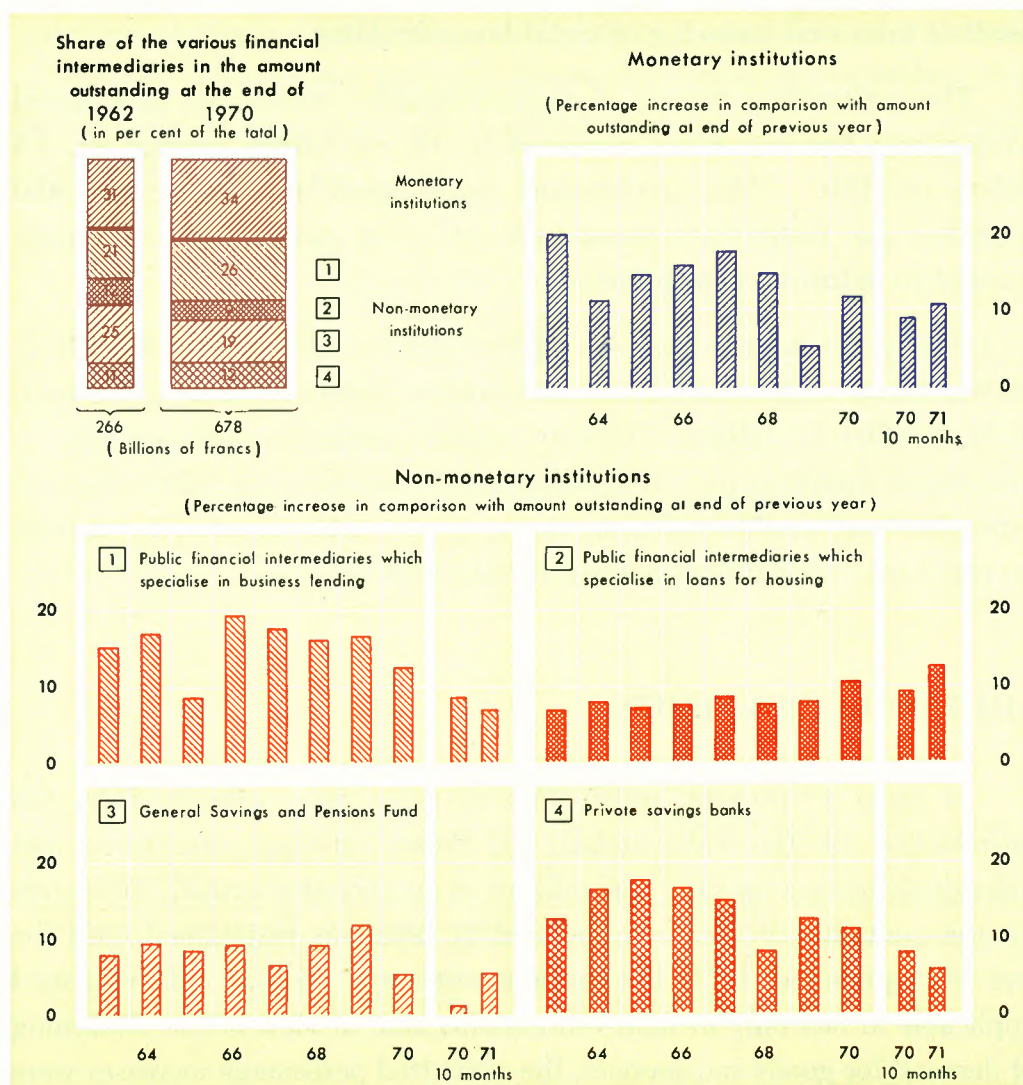 Share of the various financial
intermediaries in the amount
outstanding at the end of
1962 1970
( in per cent of the total )
31 34
21 26
12 9
25 19
11 12
266 678
( Billions of francs )
Monetary
institutions
1
2 Non-monetary
institutions
3
4
Monetary institutions
( Percentage increase in comparison with amount
outstanding at end of previous year )
20
10
0
64 66 68 70 70 71
10 months
Non-monetary institutions
( Percentage increase in comparison with amount outstanding at end of previous year )
1 Public financial intermediaries which
specialise in business lending
2 Public financial intermediaries which
specialise in loans for housing
20 20
10 10
0 0
3 General Savings and Pensions Fund
4 Private savings banks
20 20
10 10
0 0
64 66 68 70 70 71
10 months
64 66 68 70 70 71
10 months